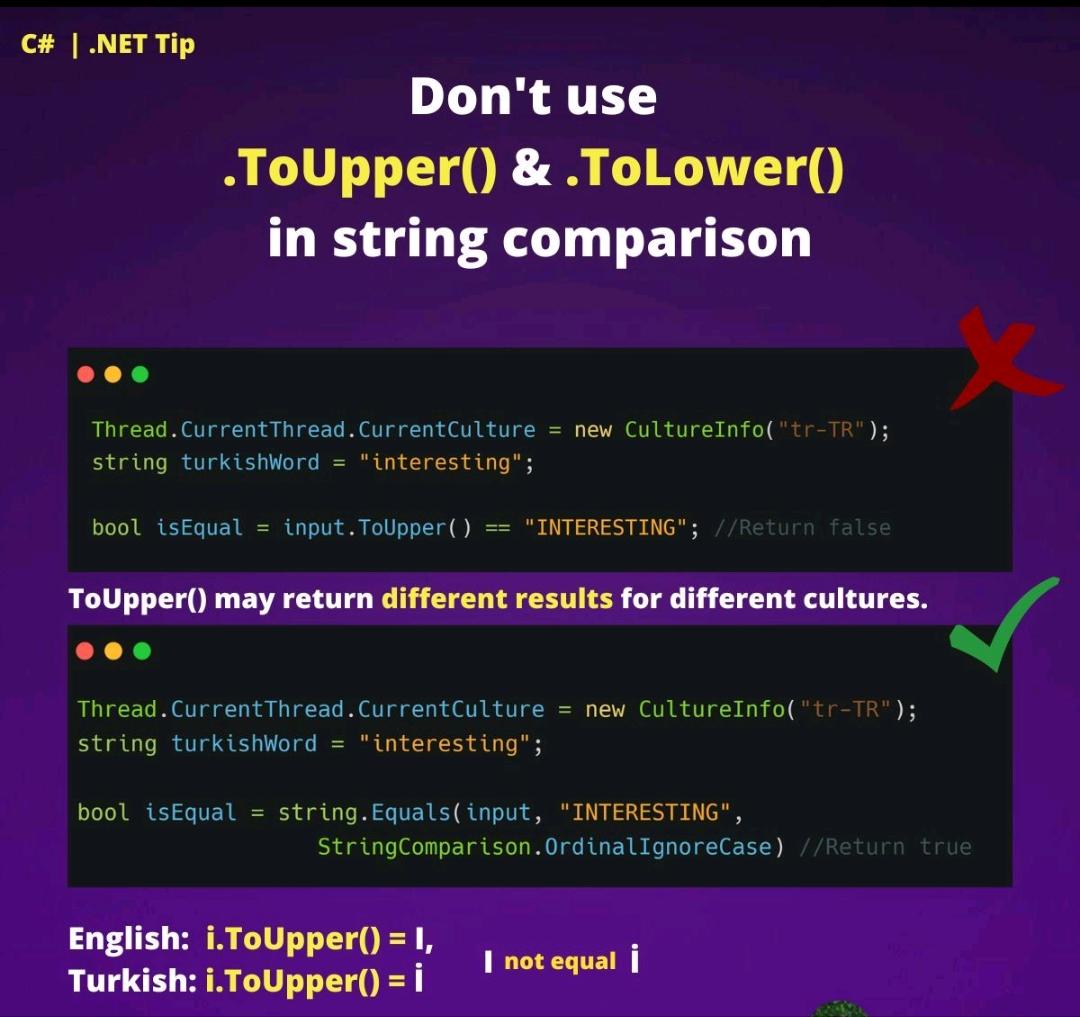 C# | .NET Tip
Don't use
.ToUpper() & .ToLower()
in string comparison
Thread.CurrentThread.CurrentCulture = new CultureInfo("tr-TR");
string turkishWord = "interesting";
bool isEqual = input.ToUpper() == "INTERESTING"; //Return false
ToUpper() may return different results for different cultures.
Thread.CurrentThread.CurrentCulture = new CultureInfo("tr-TR");
string turkishWord = "interesting";
bool isEqual = string.Equals(input, "INTERESTING",
StringComparison.OrdinalIgnoreCase) //Return true
English: i.ToUpper() = I,
Turkish: i.ToUpper() = İ
I not equal İ